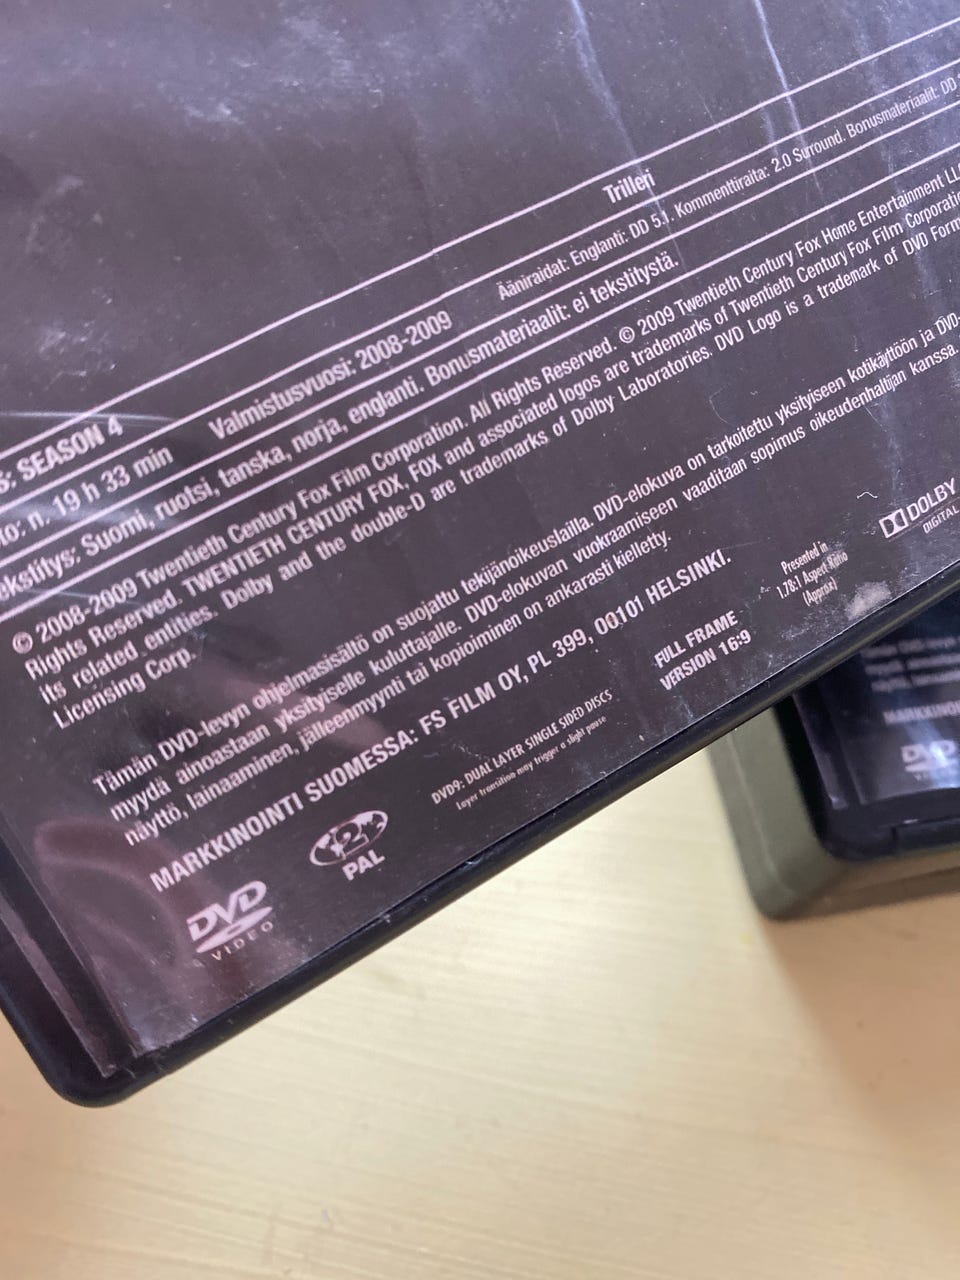 Trilleri
Ääniraidat: Englanti: DD 5.1. Kommenttiraita: 2.0 Surround. Bonusmateriaalit: DD
S: SEASON 4
Valmistusvuosi: 2008-2009
n. 19 h 33 min
Suomi, ruotsi, tanska, norja, englanti. Bonusmateriaalit: ei tekstitystä.
© 2008-2009 Twentieth Century Fox Film Corporation. All Rights Reserved. © 2009 Twentieth Century Fox Home Entertainment
Rights Reserved. TWENTIETH CENTURY FOX, FOX and associated logos are trademarks of Twentieth Century Fox Film
its related entities. Dolby and the double-D are trademarks of Dolby Laboratories. DVD Logo is a trademark of DVD
Licensing Corp.
Tämän DVD-levyn ohjelmasisältö on suojattu tekijänoikeuslailla. DVD-elokuva on tarkoitettu yksityiseen kotikäyttöön ja DVD-
myydä ainoastaan yksityiselle kuluttajalle. DVD-elokuvan vuokraamiseen vaaditaan sopimus oikeudenhaltijan kanssa.
näyttö, lainaaminen, jälleenmyynti tai kopioiminen on ankarasti kielletty.
MARKKINOINTI SUOMESSA: FS FILM OY, PL 399, 00101 HELSINKI.
DVD
VIDEO
2
PAL
DVD9: DUAL LAYER SINGLE SIDED DISCS
Layer transition may trigger a slight pause
FULL FRAME
VERSION 16:9
Presented in
1.78:1 Aspect Ratio
(Approx)
DOLBY
DIGITAL
DVD